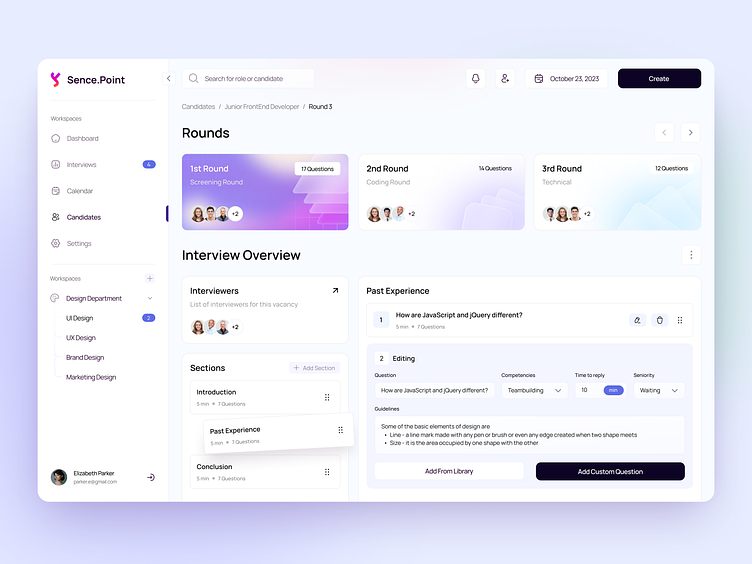 Sence.Point
Search for role or candidate
October 23, 2023
Create
Workspaces
Dashboard
Interviews 4
Calendar
Candidates
Settings
Workspaces
Design Department
UI Design 2
UX Design
Brand Design
Marketing Design
Elizabeth Parker
parker.e@gmail.com
Candidates / Junior FrontEnd Developer / Round 3
Rounds
1st Round 17 Questions
Screening Round
+2
2nd Round 14 Questions
Coding Round
+2
3rd Round 12 Questions
Technical
+2
Interview Overview
Interviewers
List of interviewers for this vacancy
+2
Sections + Add Section
Introduction
5 min 7 Questions
Past Experience
5 min 7 Questions
Conclusion
5 min 7 Questions
Past Experience
1 How are JavaScript and jQuery different?
5 min 7 Questions
2 Editing
Question Competencies Time to reply Seniority
How are JavaScript and jQuery different? Teambuilding 10 min Waiting
Guidelines
Some of the basic elements of design are
• Line - a line mark made with any pen or brush or even any edge created when two shape meets
• Size - it is the area occupied by one shape with the other
Add From Library Add Custom Question